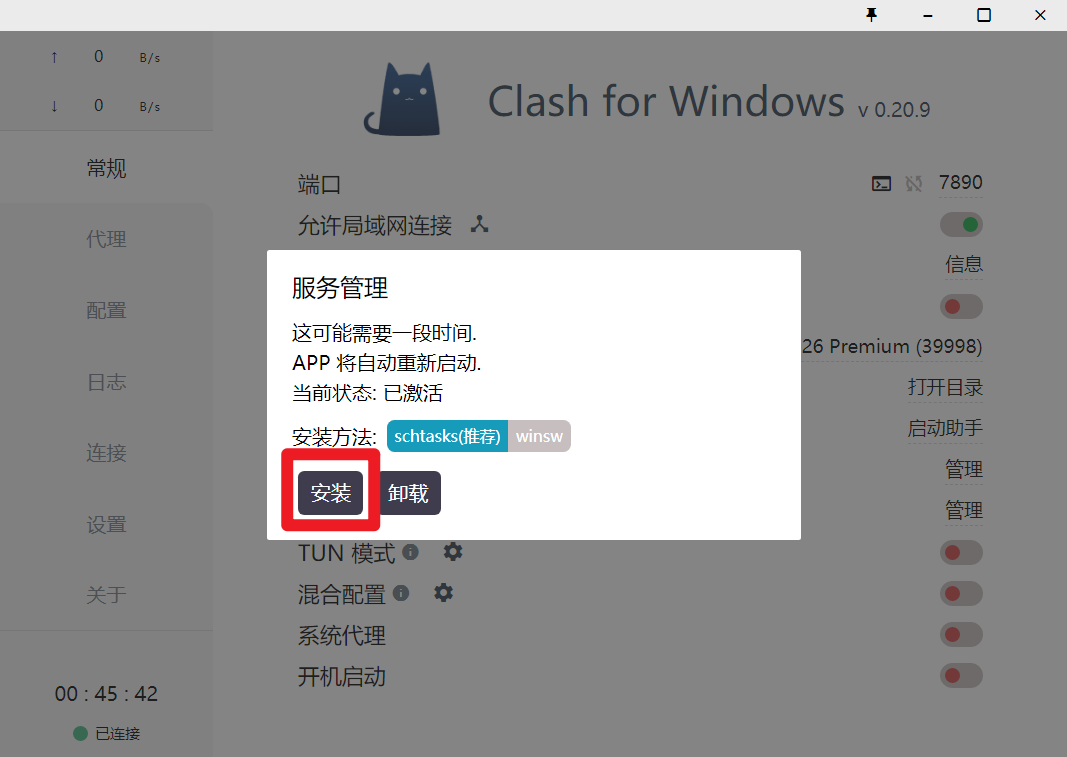 ↑ 0 B/s
↓ 0 B/s
常规
代理
配置
日志
连接
设置
关于
00 : 45 : 42
已连接
Clash for Windows v 0.20.9
端口 7890
允许局域网连接
信息
26 Premium (39998)
打开目录
启动助手
管理
管理
服务管理
这可能需要一段时间.
APP 将自动重新启动.
当前状态: 已激活
安装方法: schtasks(推荐) winsw
安装 卸载
TUN 模式
混合配置
系统代理
开机启动